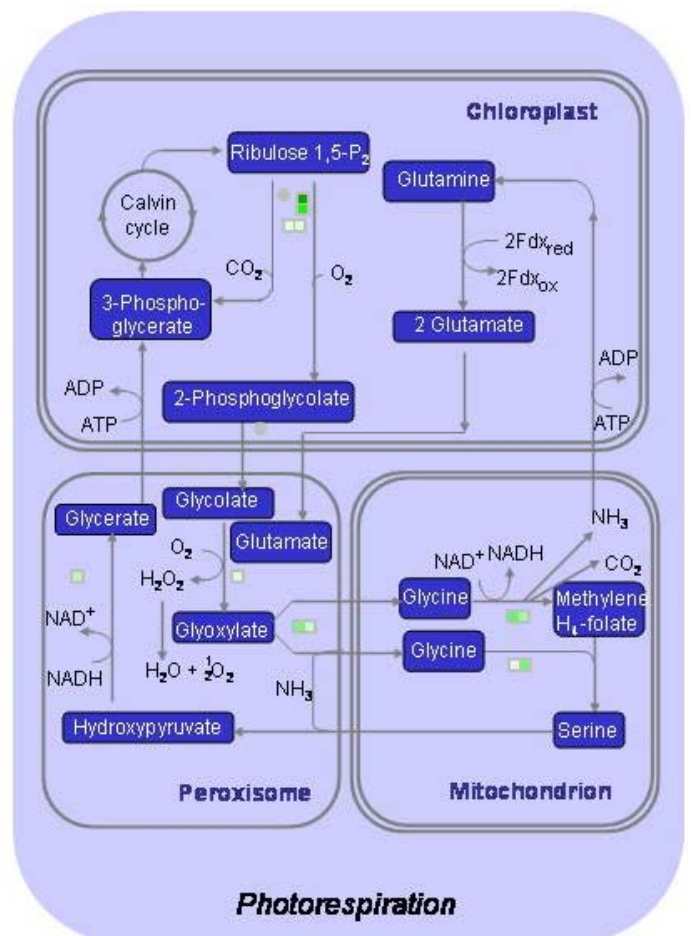 Chloroplast
Ribulose 1,5-P₂
Glutamine
Calvin
cycle
CO₂
O₂
2Fdx_red
2Fdx_ox
3-Phospho-
glycerate
2 Glutamate
ADP
ATP
2-Phosphoglycolate
ADP
ATP
Glycerate
Glycolate
Glutamate
O₂
H₂O₂
NH₃
NAD⁺
NADH
CO₂
Glycine
Methylene
H₄-folate
NAD⁺
Glyoxylate
Glycine
NADH
H₂O + ½O₂
NH₃
Hydroxypyruvate
Serine
Peroxisome
Mitochondrion
Photorespiration